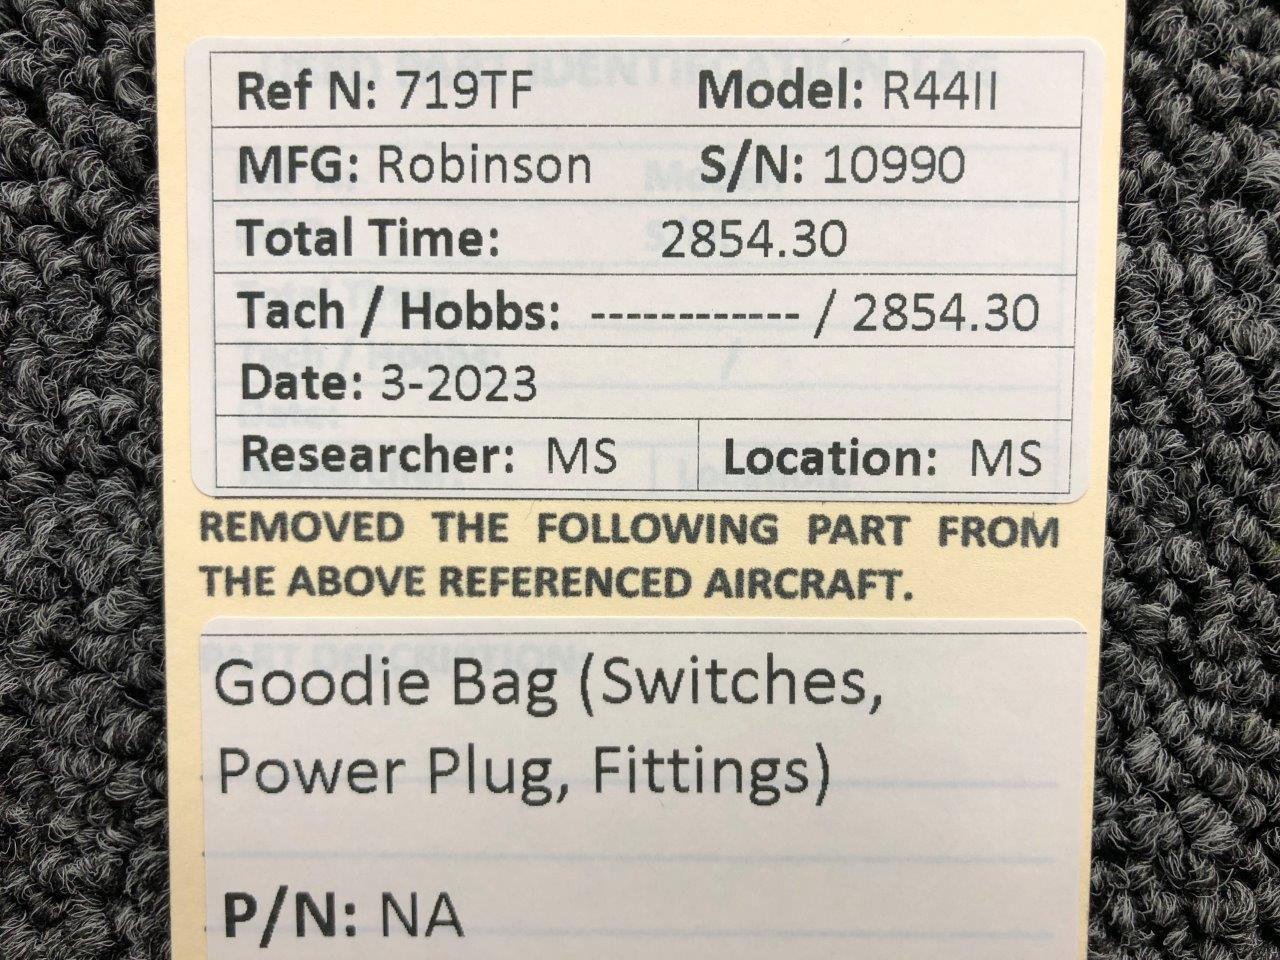 Ref N: 719TF Model: R44II
MFG: Robinson S/N: 10990
Total Time: 2854.30
Tach / Hobbs: ------------ / 2854.30
Date: 3-2023
Researcher: MS Location: MS
REMOVED THE FOLLOWING PART FROM
THE ABOVE REFERENCED AIRCRAFT.
Goodie Bag (Switches,
Power Plug, Fittings)
P/N: NA